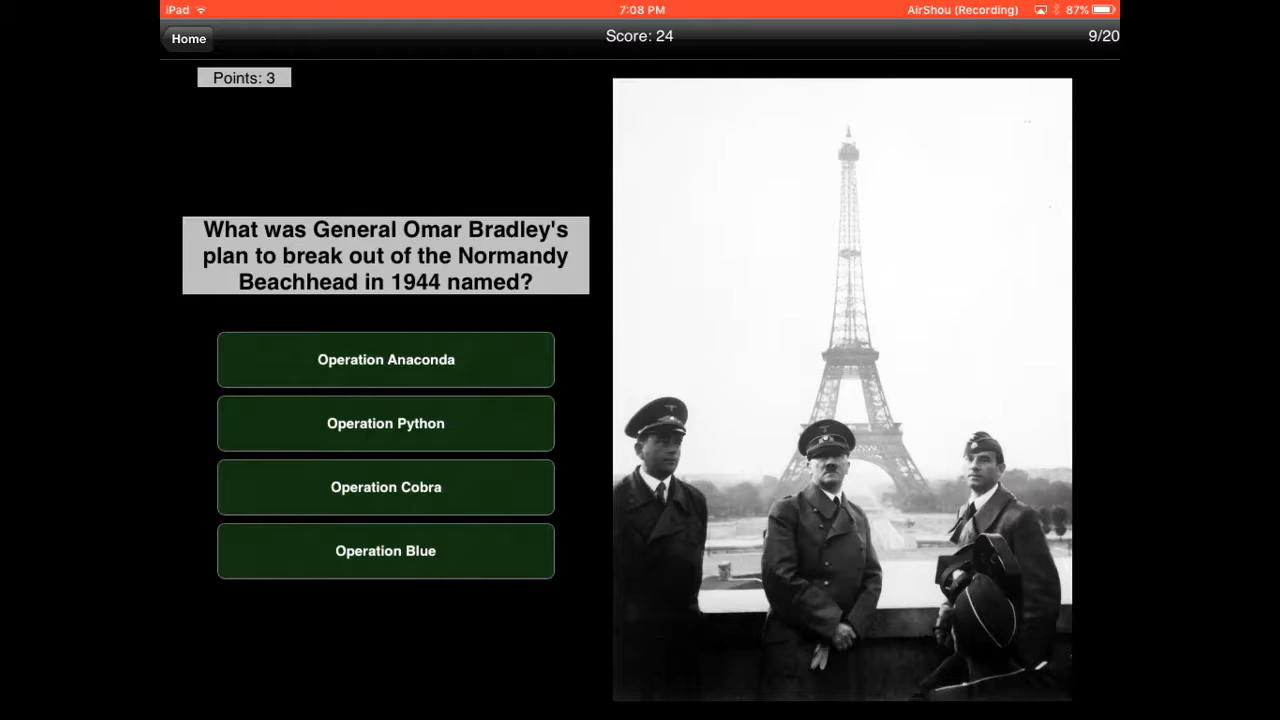 iPad 7:08 PM AirShou (Recording) 87%
Home Score: 24 9/20
Points: 3
What was General Omar Bradley's
plan to break out of the Normandy
Beachhead in 1944 named?
Operation Anaconda
Operation Python
Operation Cobra
Operation Blue